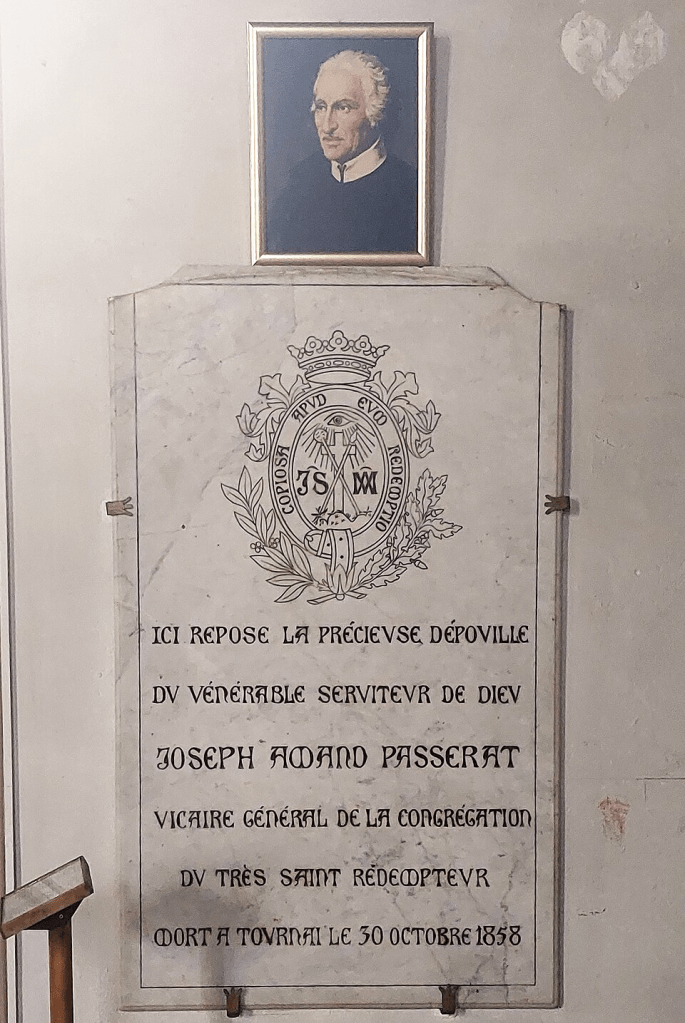 COPIOSA APVD EVM REDEMPTIO
JS MA
ICI REPOSE LA PRÉCIEVSE DÉPOVILLE
DV VÉNÉRABLE SERVITEVR DE DIEV
JOSEPH AMAND PASSERAT
VICAIRE GÉNÉRAL DE LA CONGRÉGATION
DV TRÈS SAINT RÉDEMPTEVR
MORT A TOVRNAI LE 30 OCTOBRE 1858